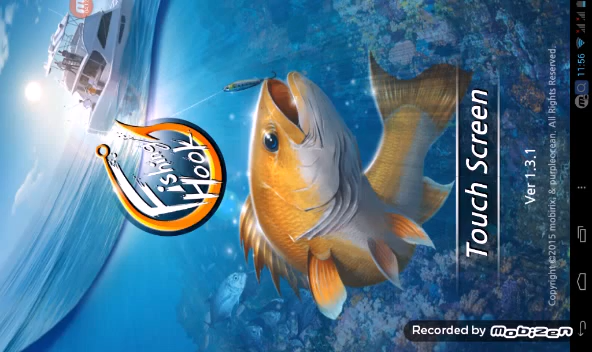 Fishing
Hook
Touch Screen
Ver 1.3.1
Copyright ©2015 mobirix, & purpleocean. All Rights Reserved.
11:56
Recorded by mobizen